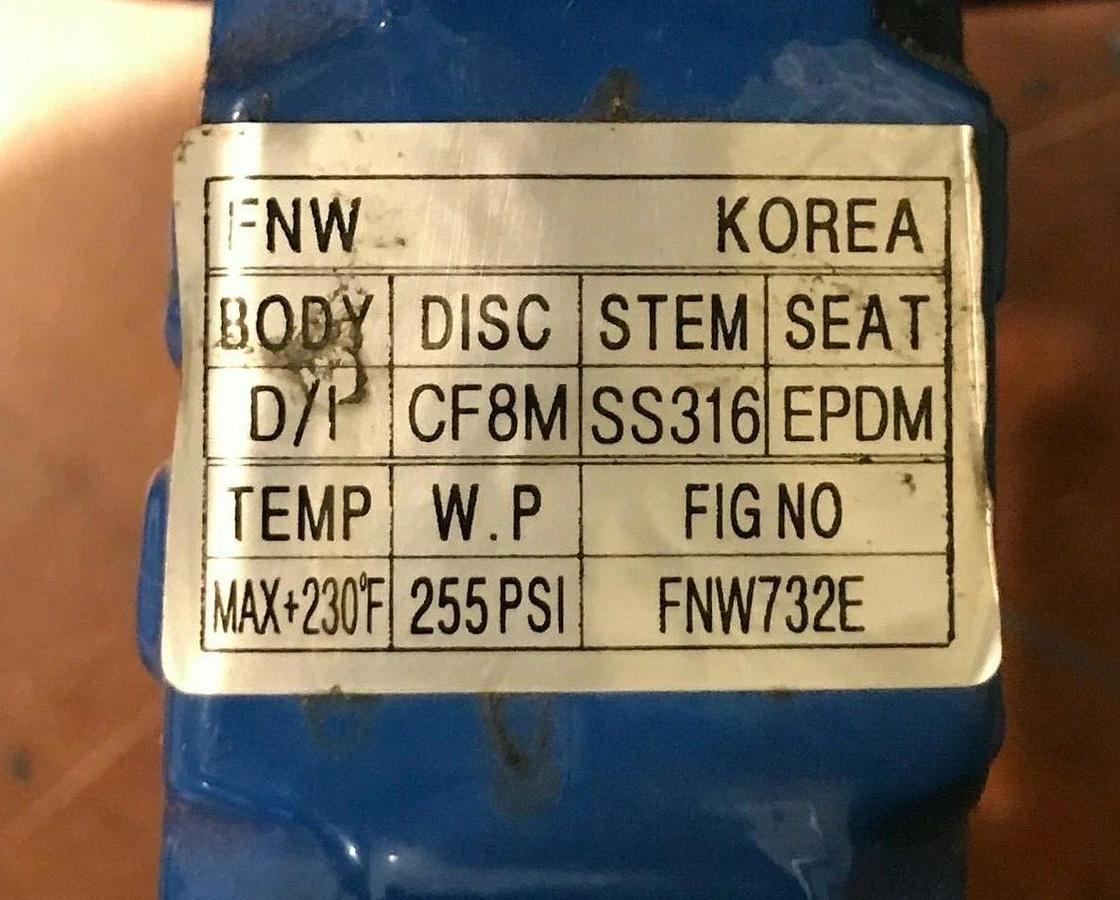 FNW KOREA
BODY DISC STEM SEAT
D/I CF8M SS316 EPDM
TEMP W.P FIG NO
MAX+230°F 255 PSI FNW732E